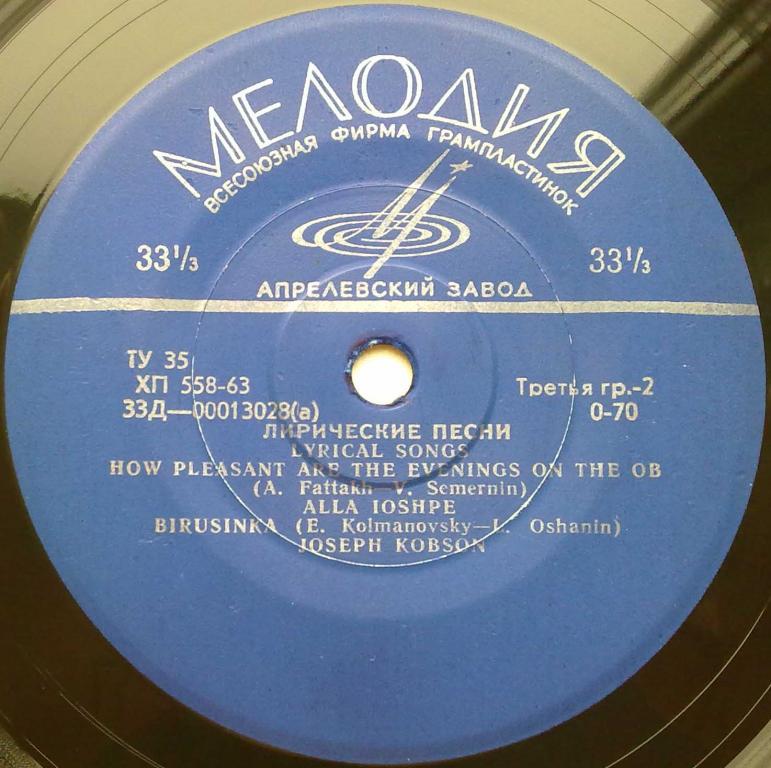 МЕЛОДИЯ
ВСЕСОЮЗНАЯ ФИРМА ГРАМПЛАСТИНОК
33⅓ 33⅓
АПРЕЛЕВСКИЙ ЗАВОД
ТУ 35
ХП 558-63 Третья гр.-2
33Д—00013028(а) 0-70
ЛИРИЧЕСКИЕ ПЕСНИ
LYRICAL SONGS
HOW PLEASANT ARE THE EVENINGS ON THE OB
(A. Fattakh—V. Semernin)
ALLA IOSHPE
BIRUSINKA (E. Kolmanovsky—L. Oshanin)
JOSEPH KOBSON